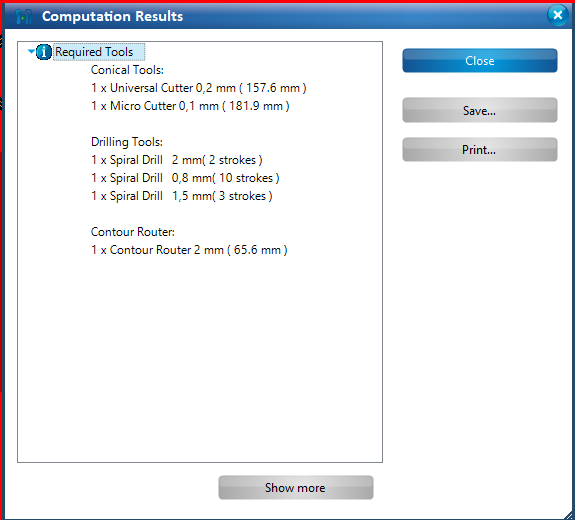 Computation Results
Required Tools
Conical Tools:
1 x Universal Cutter 0,2 mm ( 157.6 mm )
1 x Micro Cutter 0,1 mm ( 181.9 mm )
Drilling Tools:
1 x Spiral Drill 2 mm( 2 strokes )
1 x Spiral Drill 0,8 mm( 10 strokes )
1 x Spiral Drill 1,5 mm( 3 strokes )
Contour Router:
1 x Contour Router 2 mm ( 65.6 mm )
Close
Save...
Print...
Show more